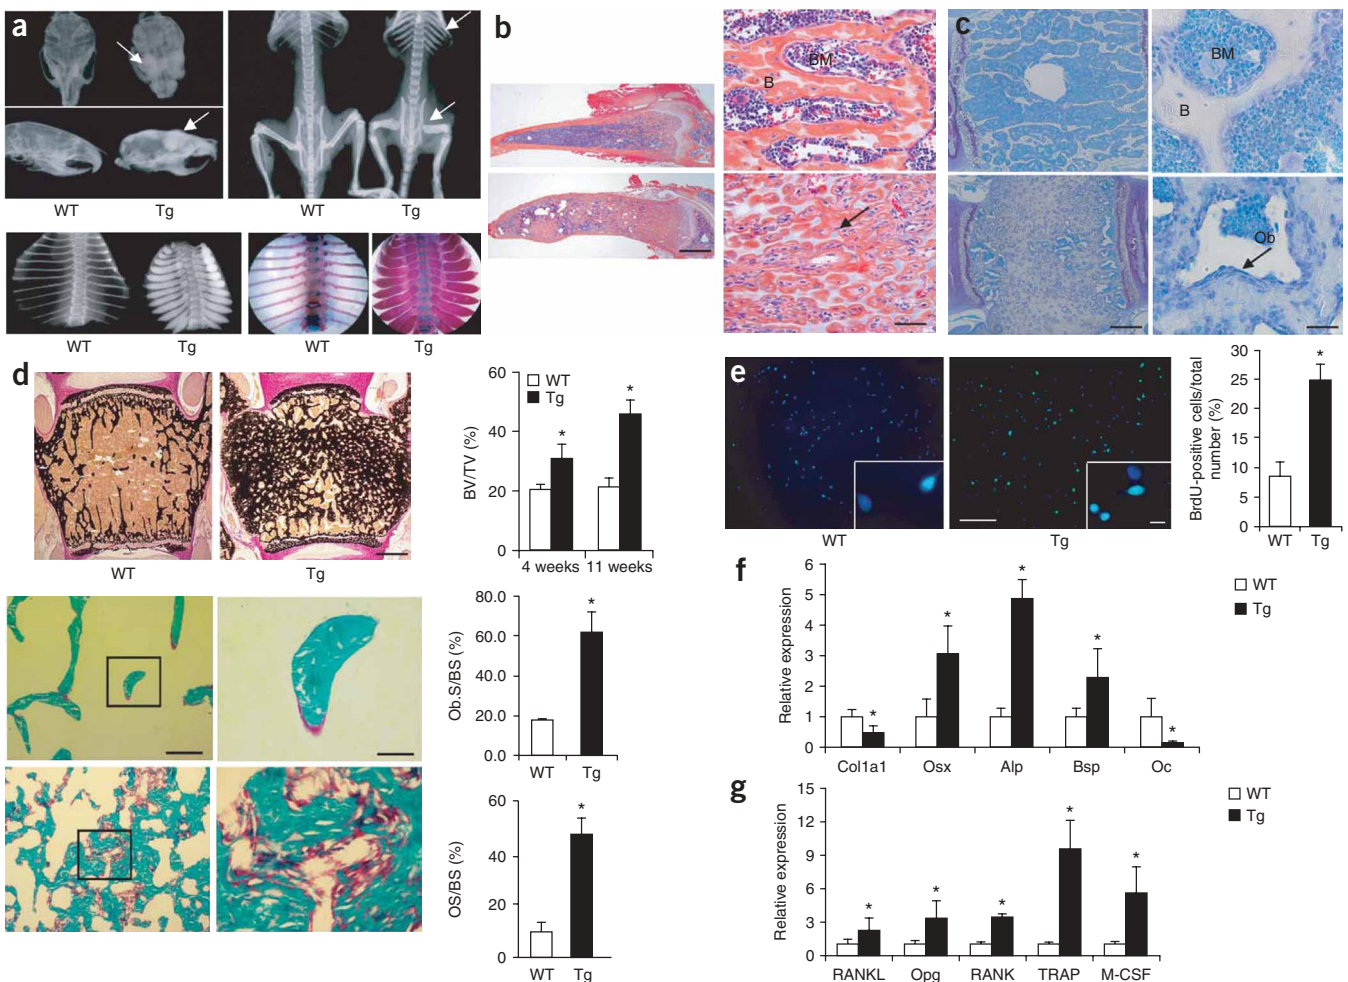 a
WT
Tg
WT
Tg
WT
Tg
WT
Tg
b
BM
B
c
BM
B
Ob
d
WT
Tg
BV/TV (%)
60
40
20
0
WT
Tg
*
*
4 weeks 11 weeks
Ob.S/BS (%)
80.0
60.0
40.0
20.0
0.0
*
WT Tg
OS/BS (%)
60
40
20
0
*
WT Tg
e
WT
Tg
BrdU-positive cells/total
number (%)
30
25
20
15
10
5
0
*
WT Tg
f
Relative expression
6
5
4
3
2
1
0
* * * * *
Col1a1 Osx Alp Bsp Oc
WT
Tg
g
Relative expression
15
12
9
6
3
0
* * * * *
RANKL Opg RANK TRAP M-CSF
WT
Tg